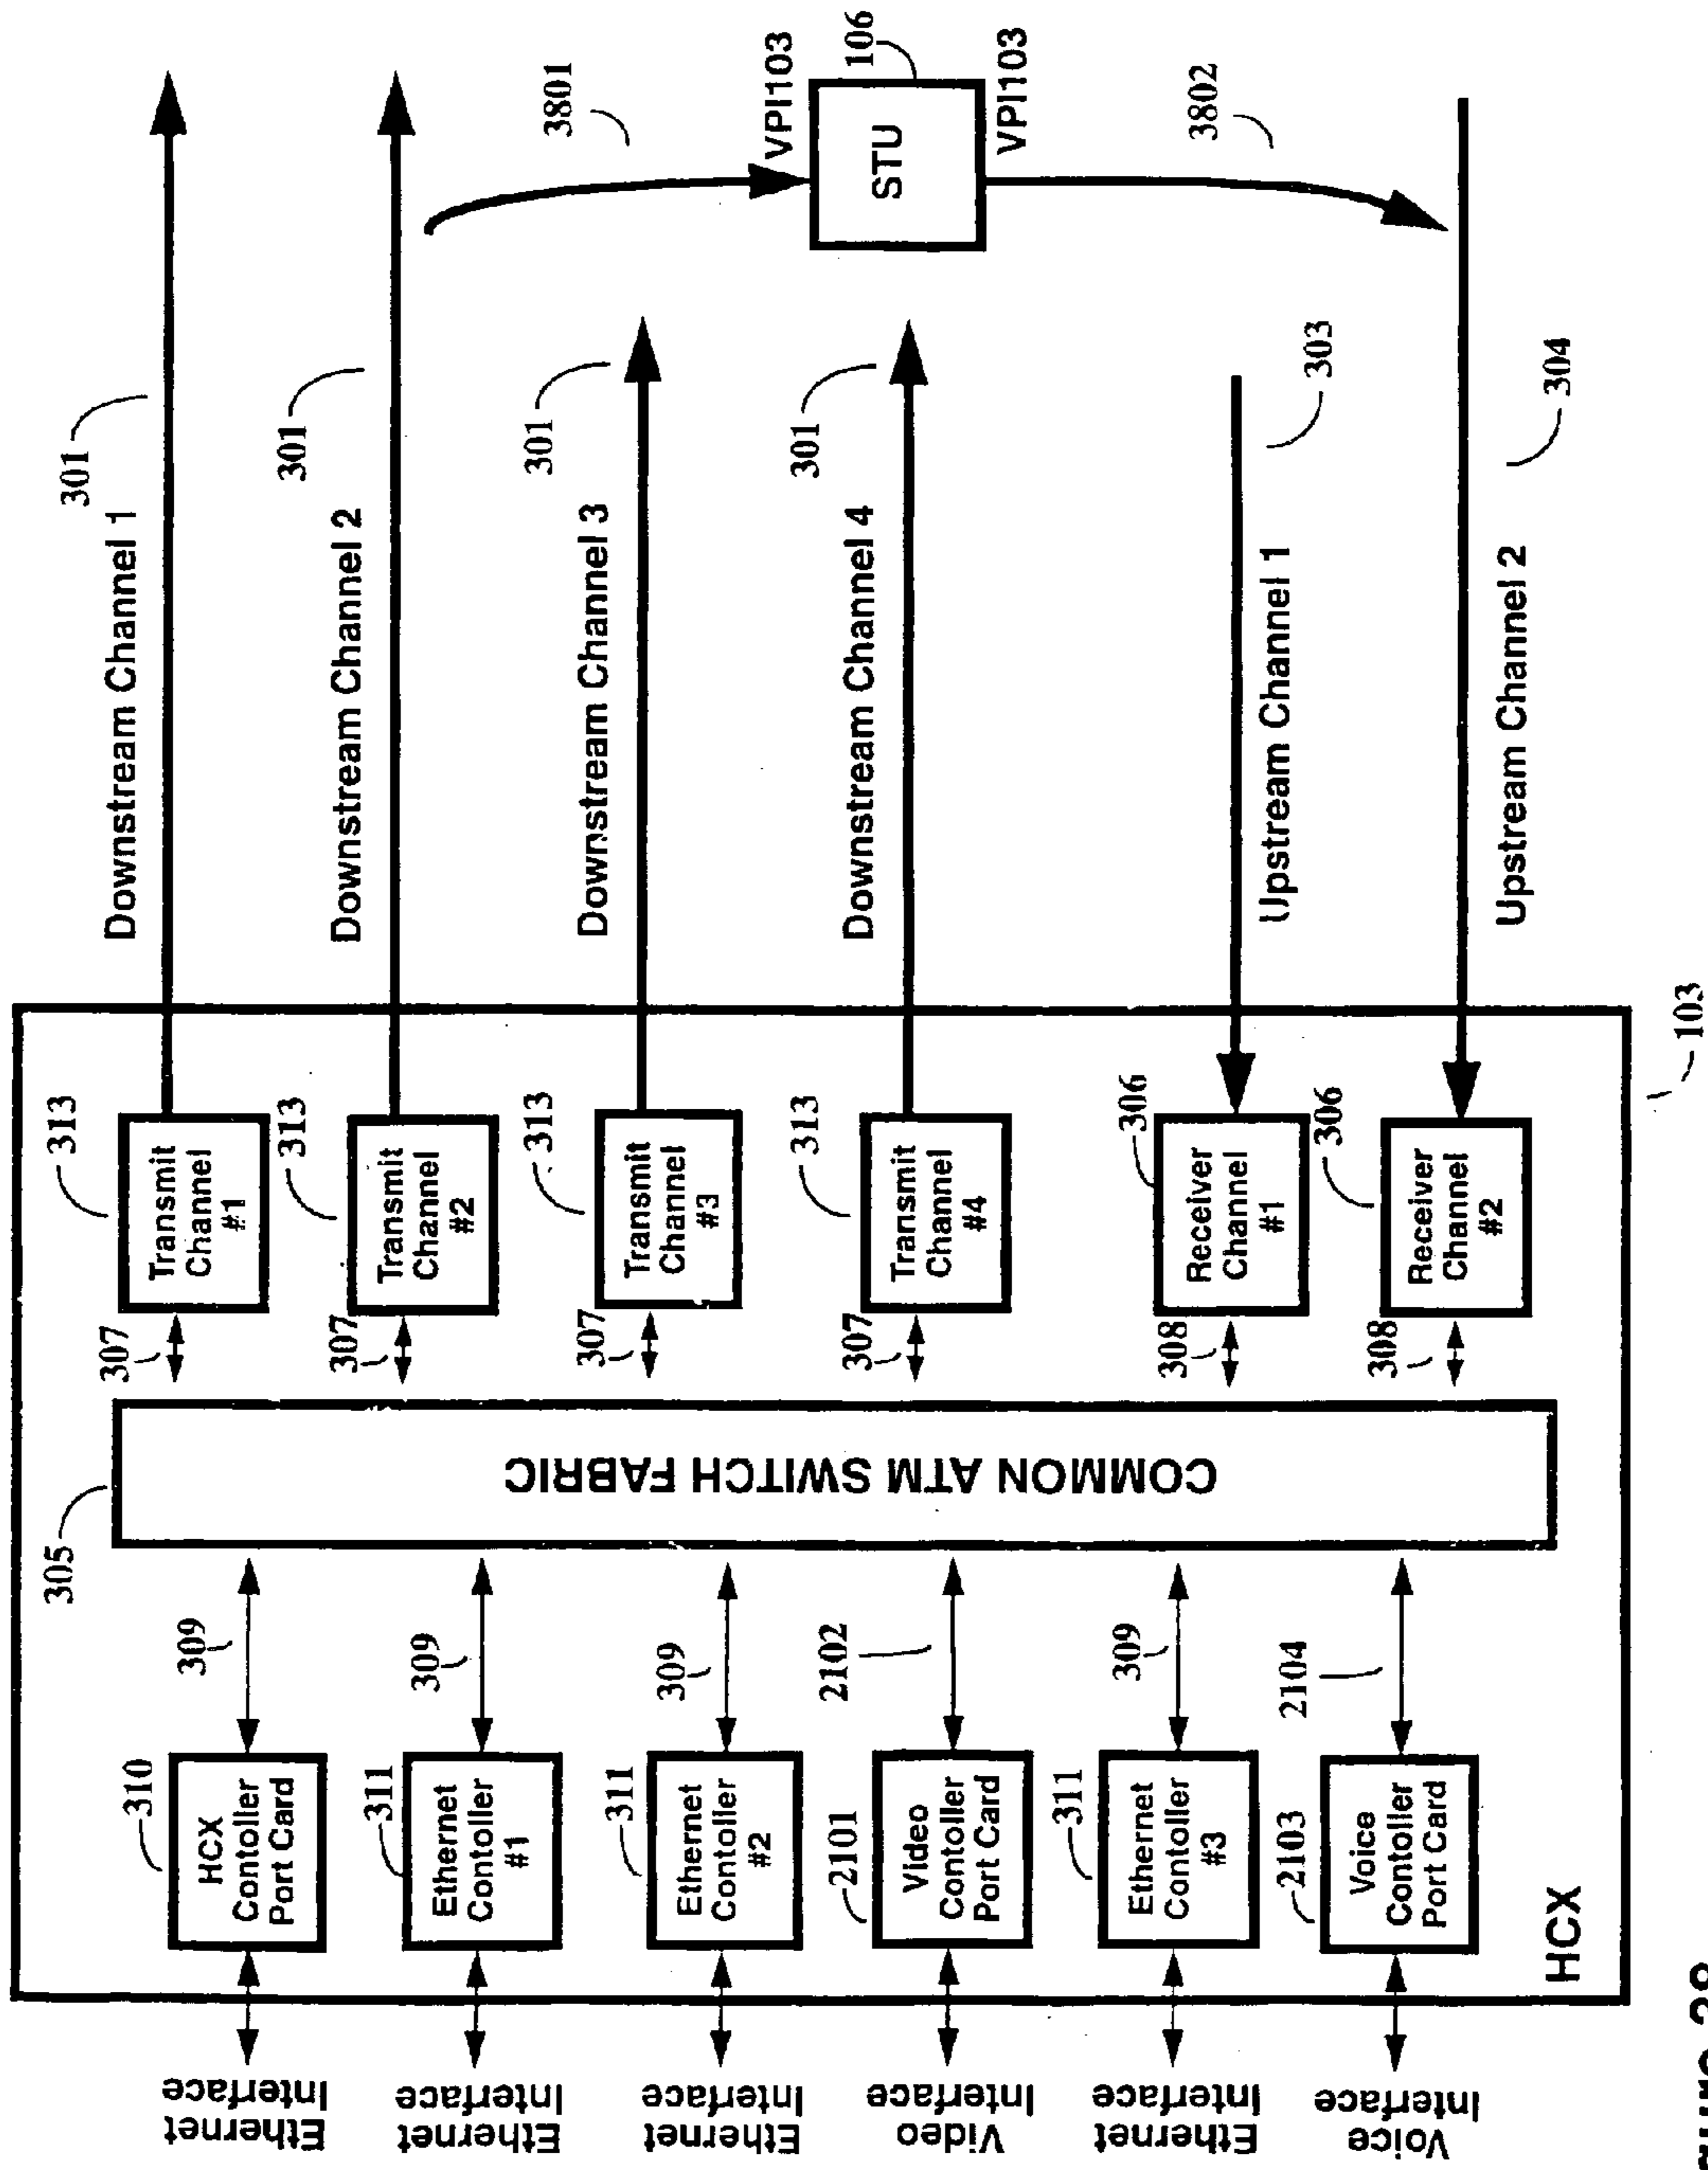 Ethernet
Interface
Ethernet
Interface
Ethernet
Interface
Video
Interface
Ethernet
Interface
Voice
Interface
310
HCX
Contoller
Port Card
309
311
Ethernet
Contoller
#1
309
311
Ethernet
Contoller
#2
309
2101
Video
Contoller
Port Card
2102
311
Ethernet
Contoller
#3
309
2103
Voice
Contoller
Port Card
2104
HCX
305
COMMON ATM SWITCH FABRIC
307
313
Transmit
Channel
#1
307
313
Transmit
Channel
#2
307
313
Transmit
Channel
#3
307
313
Transmit
Channel
#4
308
306
Receiver
Channel
#1
308
306
Receiver
Channel
#2
103
Downstream Channel 1
301
Downstream Channel 2
301
Downstream Channel 3
301
Downstream Channel 4
301
Upstream Channel 1
303
Upstream Channel 2
304
3801
VPI103
STU
106
VPI103
3802